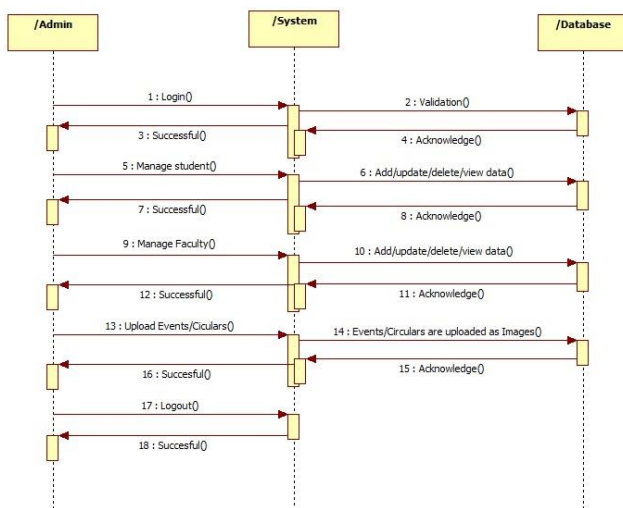 /Admin
/System
/Database
1 : Login()
2 : Validation()
3 : Successful()
4 : Acknowledge()
5 : Manage student()
6 : Add/update/delete/view data()
7 : Successful()
8 : Acknowledge()
9 : Manage Faculty()
10 : Add/update/delete/view data()
12 : Successful()
11 : Acknowledge()
13 : Upload Events/Ciculars()
14 : Events/Circulars are uploaded as Images()
16 : Succesful()
15 : Acknowledge()
17 : Logout()
18 : Succesful()